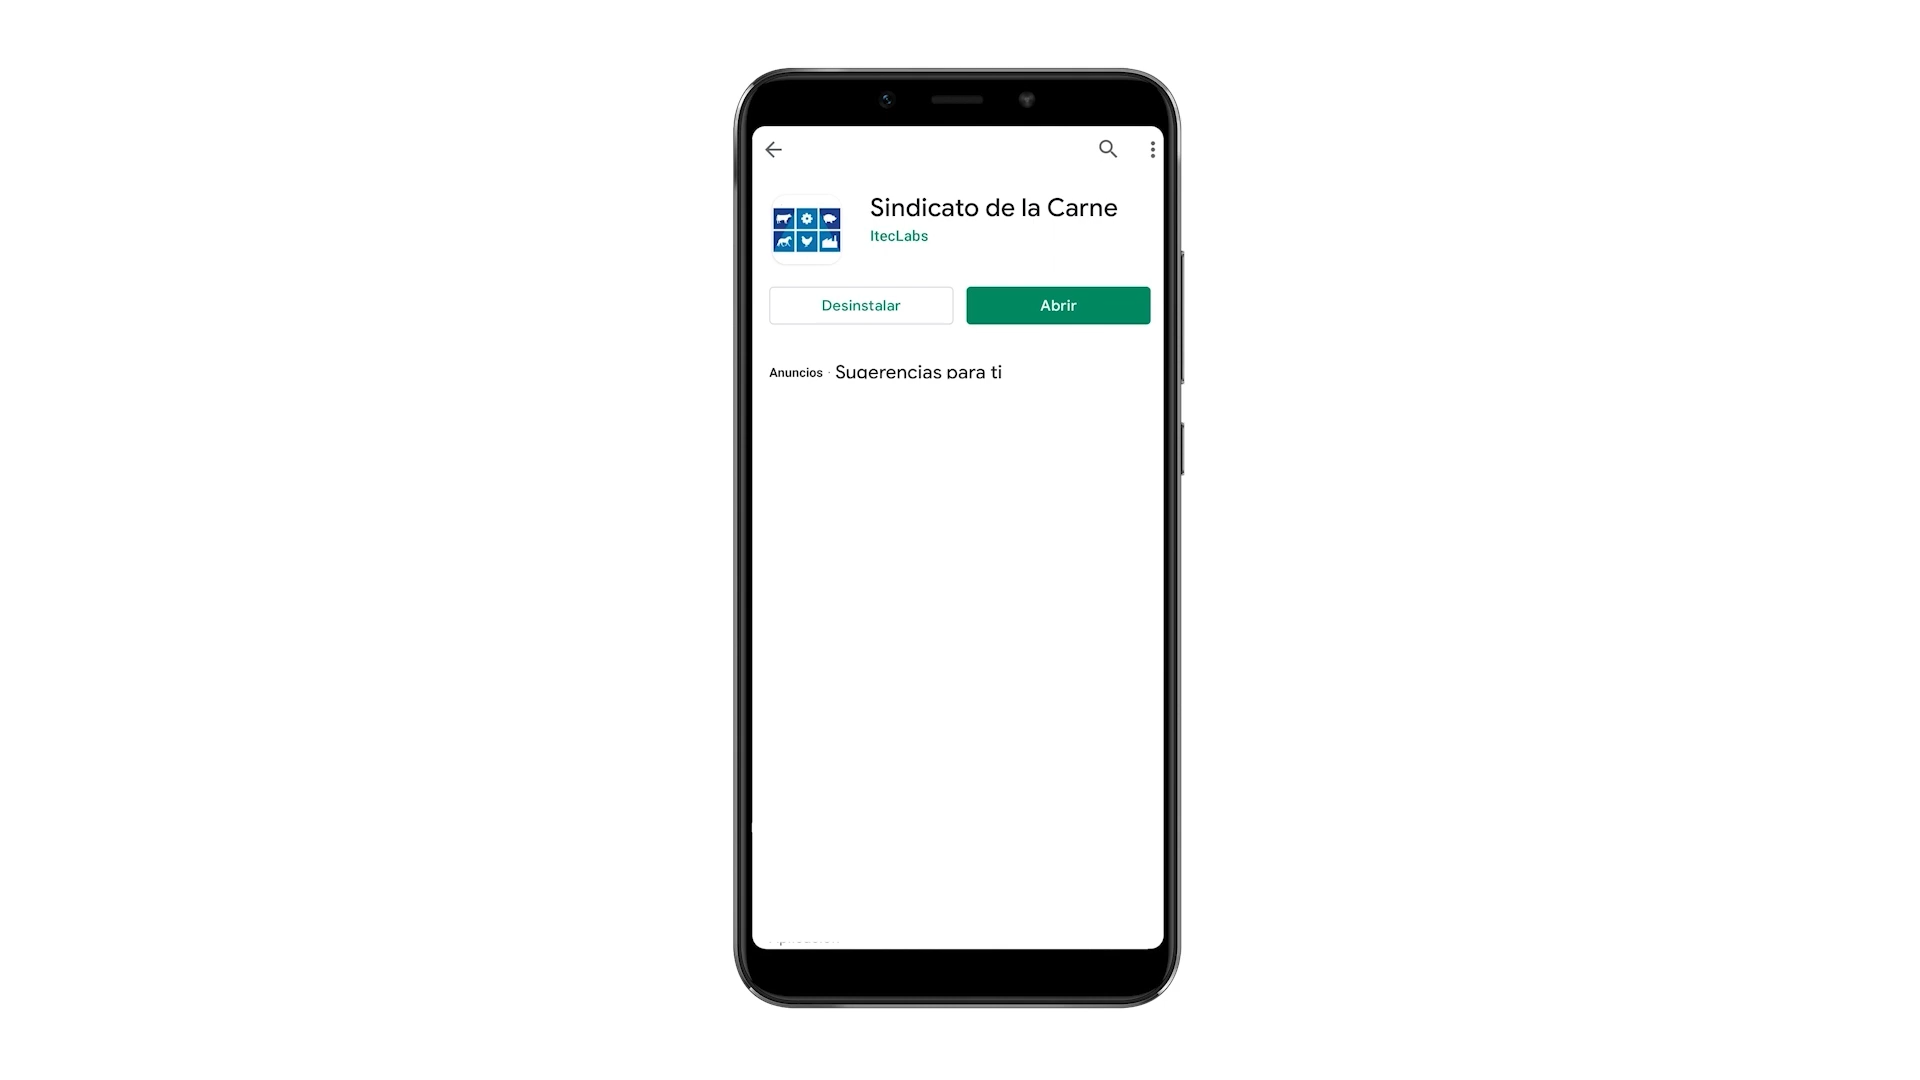 Sindicato de la Carne
ItecLabs
Desinstalar
Abrir
Anuncios · Sugerencias para ti